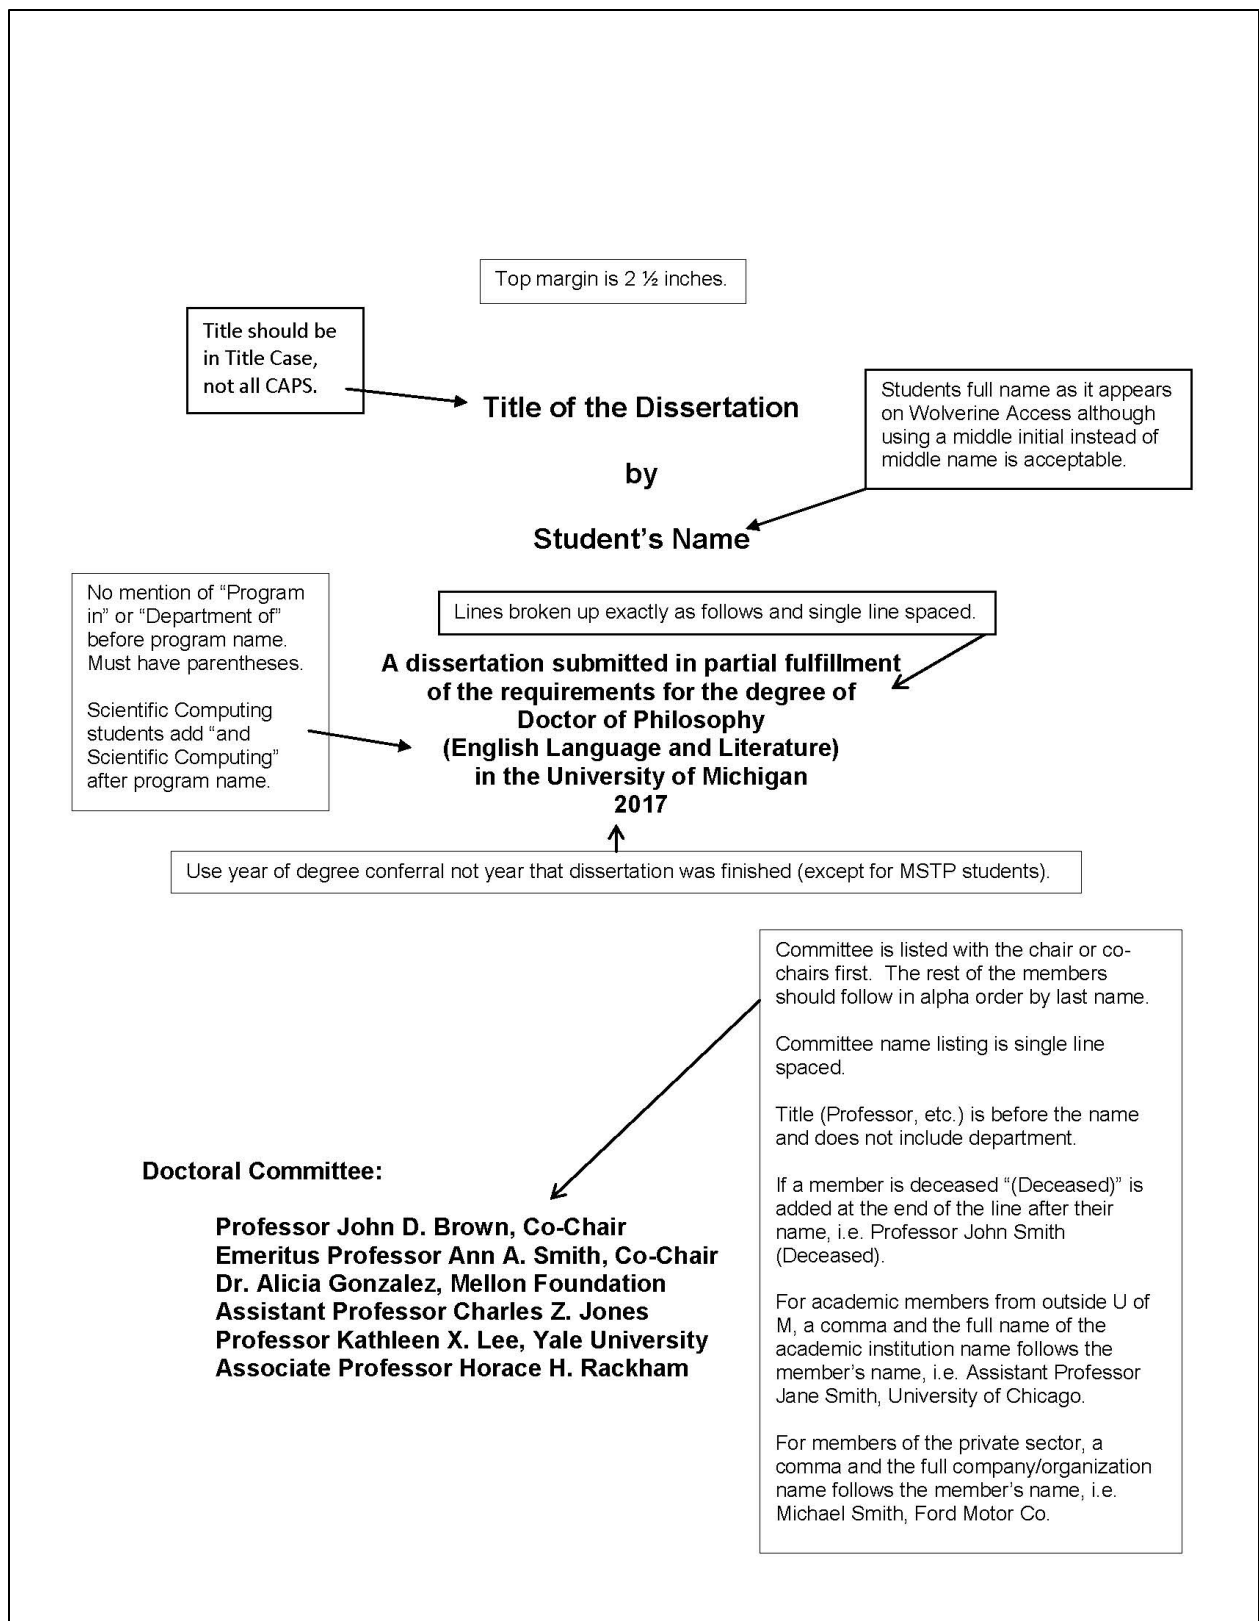 Top margin is 2 ½ inches.
Title should be
in Title Case,
not all CAPS.
Title of the Dissertation
Students full name as it appears
on Wolverine Access although
using a middle initial instead of
middle name is acceptable.
by
Student’s Name
No mention of “Program
in” or “Department of”
before program name.
Must have parentheses.
Scientific Computing
students add “and
Scientific Computing”
after program name.
Lines broken up exactly as follows and single line spaced.
A dissertation submitted in partial fulfillment
of the requirements for the degree of
Doctor of Philosophy
(English Language and Literature)
in the University of Michigan
2017
Use year of degree conferral not year that dissertation was finished (except for MSTP students).
Committee is listed with the chair or co-
chairs first.  The rest of the members
should follow in alpha order by last name.
Committee name listing is single line
spaced.
Title (Professor, etc.) is before the name
and does not include department.
If a member is deceased “(Deceased)” is
added at the end of the line after their
name, i.e. Professor John Smith
(Deceased).
For academic members from outside U of
M, a comma and the full name of the
academic institution name follows the
member’s name, i.e. Assistant Professor
Jane Smith, University of Chicago.
For members of the private sector, a
comma and the full company/organization
name follows the member’s name, i.e.
Michael Smith, Ford Motor Co.
Doctoral Committee:
Professor John D. Brown, Co-Chair
Emeritus Professor Ann A. Smith, Co-Chair
Dr. Alicia Gonzalez, Mellon Foundation
Assistant Professor Charles Z. Jones
Professor Kathleen X. Lee, Yale University
Associate Professor Horace H. Rackham